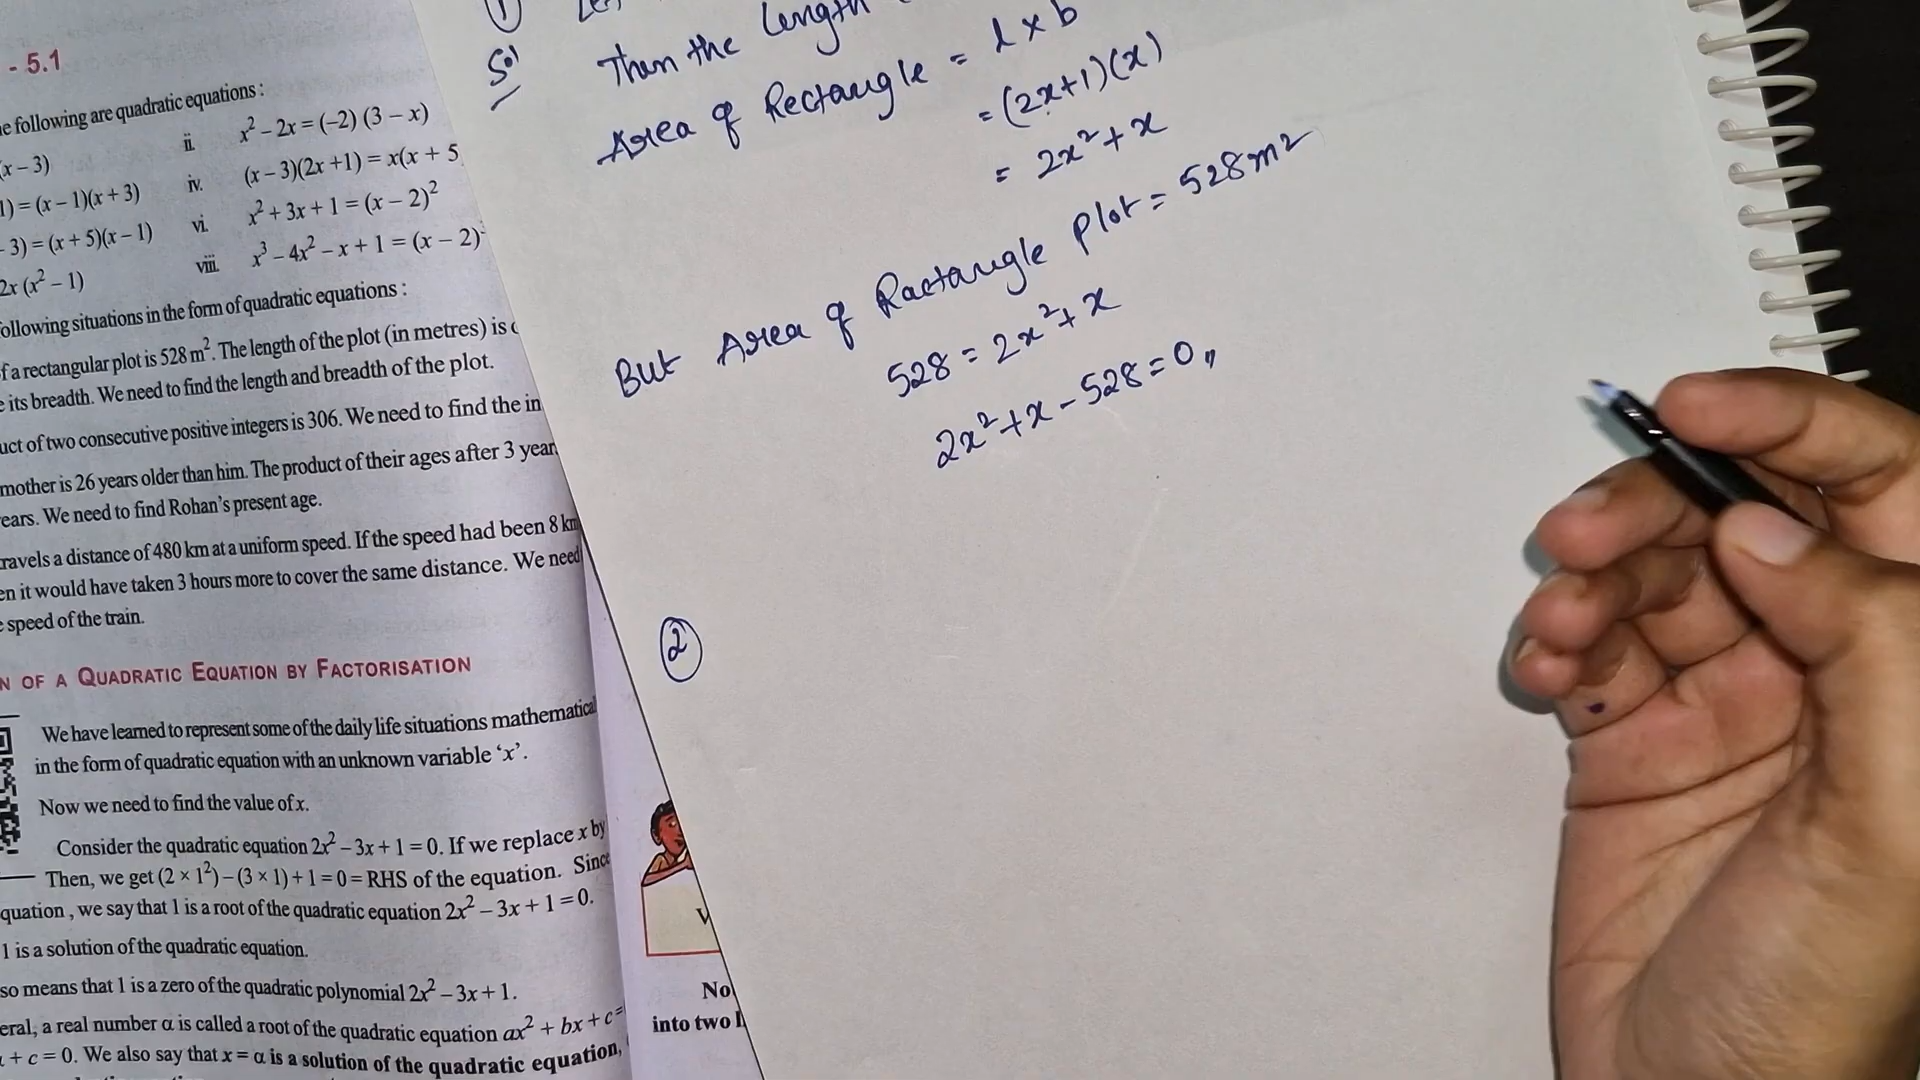 - 5.1
following are quadratic equations :
(x – 3)
ii. x² – 2x = (–2) (3 – x)
1) = (x – 1)(x + 3)
iv. (x – 3)(2x +1) = x(x + 5
- 3) = (x + 5)(x – 1)
vi. x² + 3x + 1 = (x – 2)²
2x (x² – 1)
viii. x³ – 4x² – x + 1 = (x – 2)
ollowing situations in the form of quadratic equations :
f a rectangular plot is 528 m². The length of the plot (in metres) is
its breadth. We need to find the length and breadth of the plot.
uct of two consecutive positive integers is 306. We need to find the in
mother is 26 years older than him. The product of their ages after 3 year
ears. We need to find Rohan's present age.
ravels a distance of 480 km at a uniform speed. If the speed had been 8 km
en it would have taken 3 hours more to cover the same distance. We need
speed of the train.
N OF A QUADRATIC EQUATION BY FACTORISATION
We have learned to represent some of the daily life situations mathematica
in the form of quadratic equation with an unknown variable 'x'.
Now we need to find the value of x.
Consider the quadratic equation 2x² – 3x + 1 = 0. If we replace x by
Then, we get (2 × 1²) – (3 × 1) + 1 = 0 = RHS of the equation. Since
quation , we say that 1 is a root of the quadratic equation 2x² – 3x + 1 = 0.
1 is a solution of the quadratic equation.
so means that 1 is a zero of the quadratic polynomial 2x² – 3x + 1.
eral, a real number α is called a root of the quadratic equation ax² + bx + c =
+ c = 0. We also say that x = α is a solution of the quadratic equation,
No
into two l
1
Sol
Then the length
Area of Rectangle = l × b
= (2x+1)(x)
= 2x² + x
But Area of Ractangle Plot = 528m²
528 = 2x² + x
2x² + x - 528 = 0,,
2